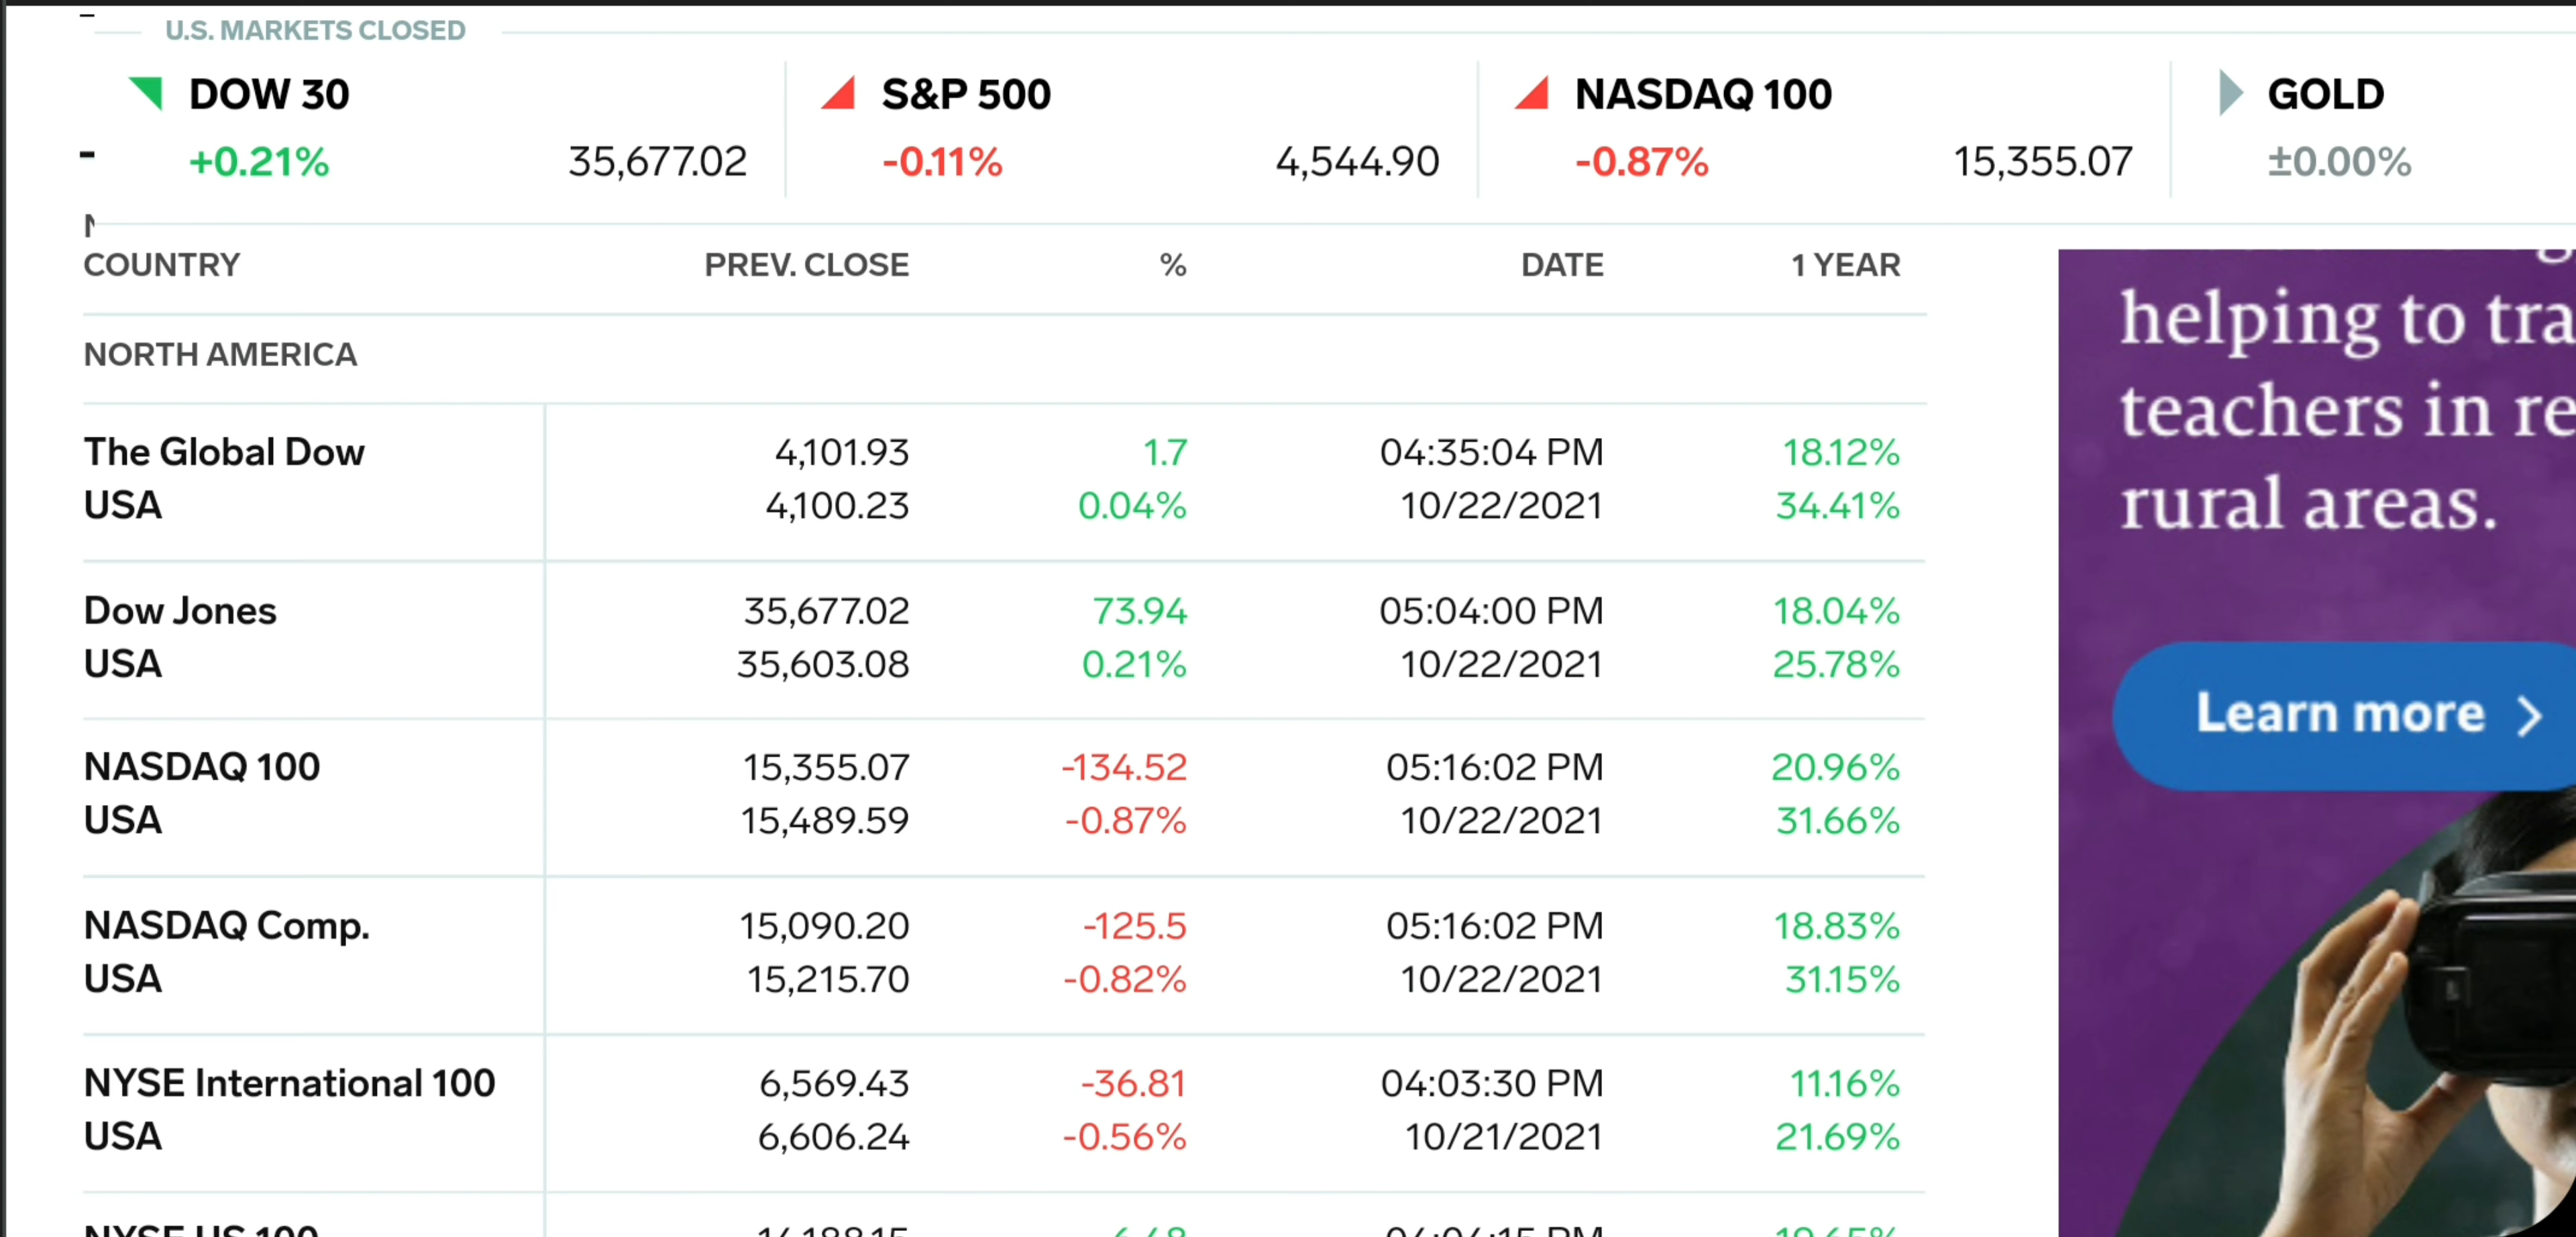 U.S. MARKETS CLOSED
DOW 30 S&P 500 NASDAQ 100 GOLD
+0.21% 35,677.02 -0.11% 4,544.90 -0.87% 15,355.07 ±0.00%
COUNTRY PREV. CLOSE % DATE 1 YEAR
NORTH AMERICA
The Global Dow 4,101.93 1.7 04:35:04 PM 18.12%
USA 4,100.23 0.04% 10/22/2021 34.41%
Dow Jones 35,677.02 73.94 05:04:00 PM 18.04%
USA 35,603.08 0.21% 10/22/2021 25.78%
NASDAQ 100 15,355.07 -134.52 05:16:02 PM 20.96%
USA 15,489.59 -0.87% 10/22/2021 31.66%
NASDAQ Comp. 15,090.20 -125.5 05:16:02 PM 18.83%
USA 15,215.70 -0.82% 10/22/2021 31.15%
NYSE International 100 6,569.43 -36.81 04:03:30 PM 11.16%
USA 6,606.24 -0.56% 10/21/2021 21.69%
NYSE US 100
helping to tra
teachers in re
rural areas.
Learn more >